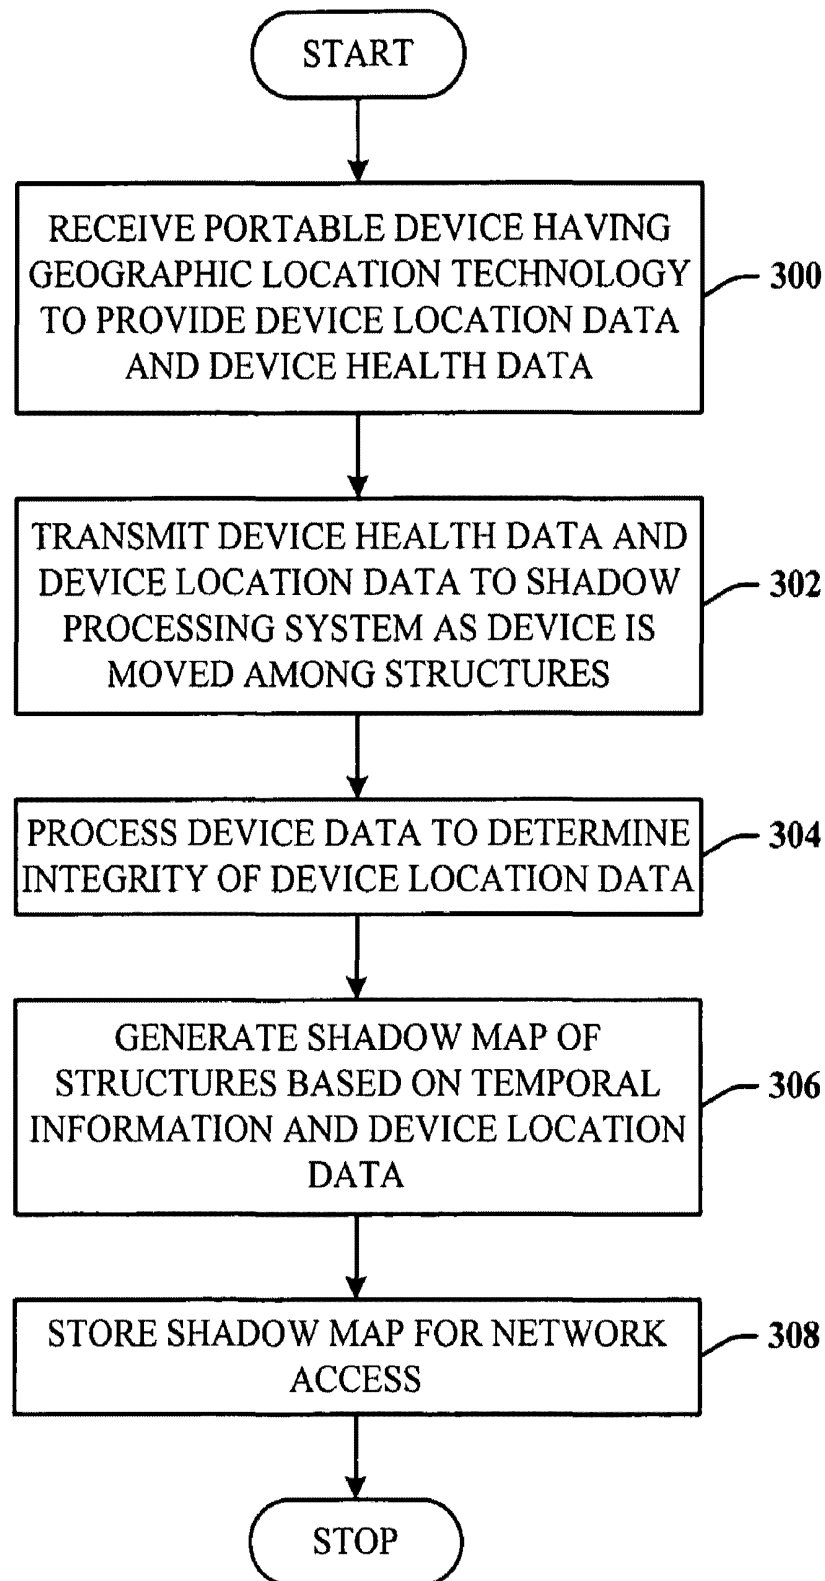 START
RECEIVE PORTABLE DEVICE HAVING
GEOGRAPHIC LOCATION TECHNOLOGY
TO PROVIDE DEVICE LOCATION DATA
AND DEVICE HEALTH DATA
300
TRANSMIT DEVICE HEALTH DATA AND
DEVICE LOCATION DATA TO SHADOW
PROCESSING SYSTEM AS DEVICE IS
MOVED AMONG STRUCTURES
302
PROCESS DEVICE DATA TO DETERMINE
INTEGRITY OF DEVICE LOCATION DATA
304
GENERATE SHADOW MAP OF
STRUCTURES BASED ON TEMPORAL
INFORMATION AND DEVICE LOCATION
DATA
306
STORE SHADOW MAP FOR NETWORK
ACCESS
308
STOP